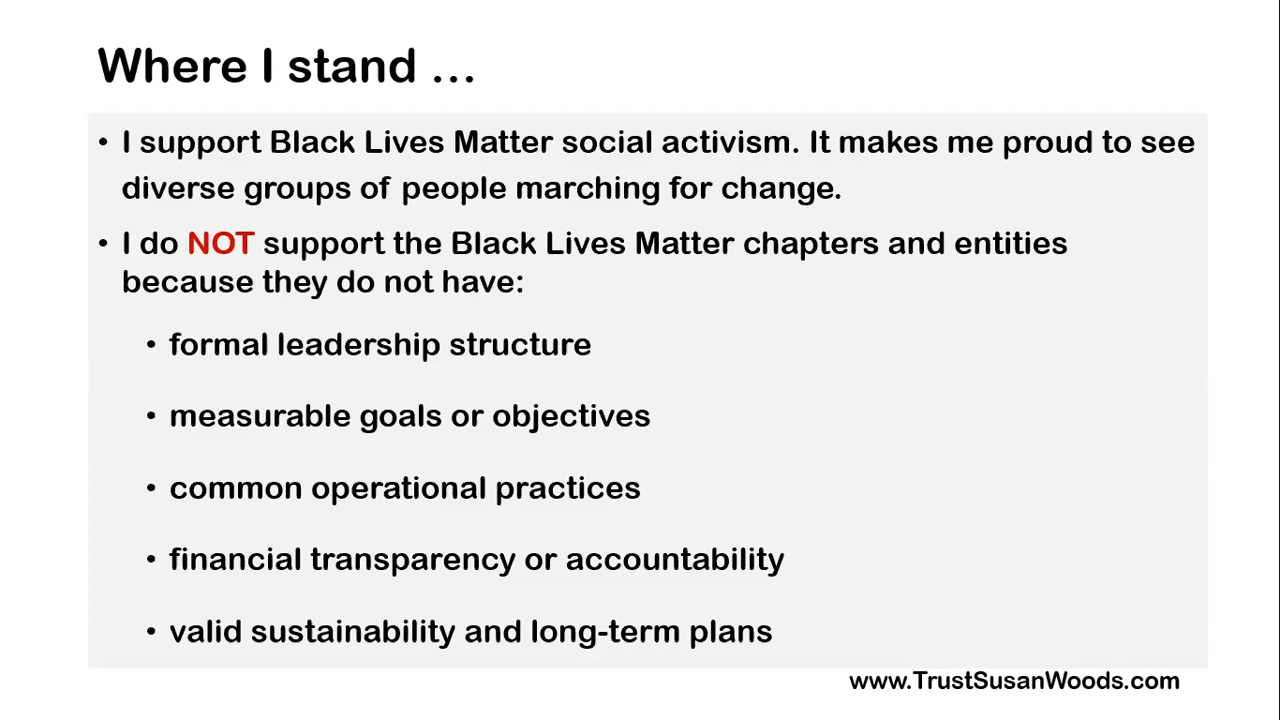 Where I stand ...
• I support Black Lives Matter social activism. It makes me proud to see
diverse groups of people marching for change.
• I do NOT support the Black Lives Matter chapters and entities
because they do not have:
• formal leadership structure
• measurable goals or objectives
• common operational practices
• financial transparency or accountability
• valid sustainability and long-term plans
www.TrustSusanWoods.com